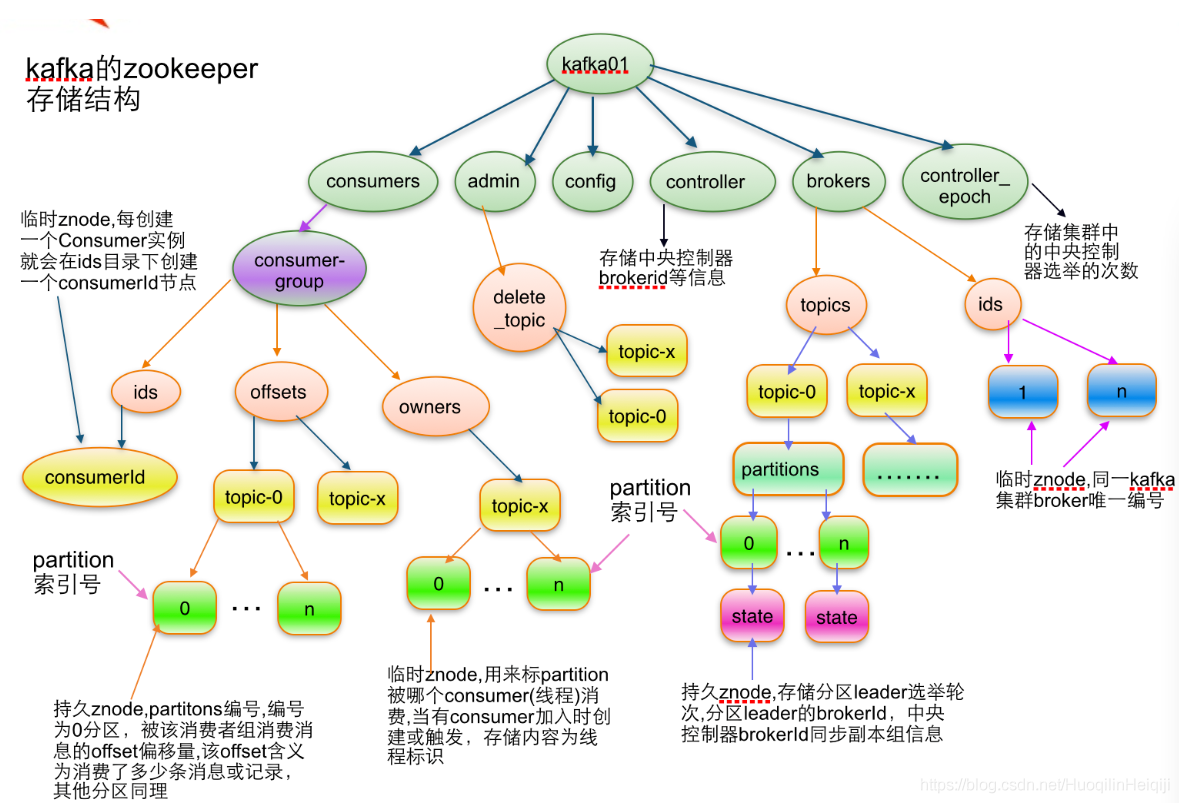 kafka的zookeeper
存储结构
kafka01
consumers
admin
config
controller
brokers
controller_
epoch
临时znode,每创建
一个Consumer实例
就会在ids目录下创建
一个consumerId节点
consumer-
group
存储中央控制器
brokerid等信息
存储集群中
的中央控制
器选举的次数
delete
_topic
topics
ids
topic-x
topic-0
ids
offsets
owners
topic-0
topic-x
1
n
consumerId
topic-0
topic-x
topic-x
partitions
.......
临时znode,同一kafka
集群broker唯一编号
partition
索引号
partition
索引号
0
...
n
0
...
n
0
...
n
state
state
持久znode,partitons编号,编号
为0分区，被该消费者组消费消
息的offset偏移量,该offset含义
为消费了多少条消息或记录，
其他分区同理
临时znode,用来标partition
被哪个consumer(线程)消
费,当有consumer加入时创
建或触发，存储内容为线
程标识
持久znode,存储分区leader选举轮
次,分区leader的brokerId，中央
控制器brokerId同步副本组信息
https://blog.csdn.net/HuoqilinHeiqiji